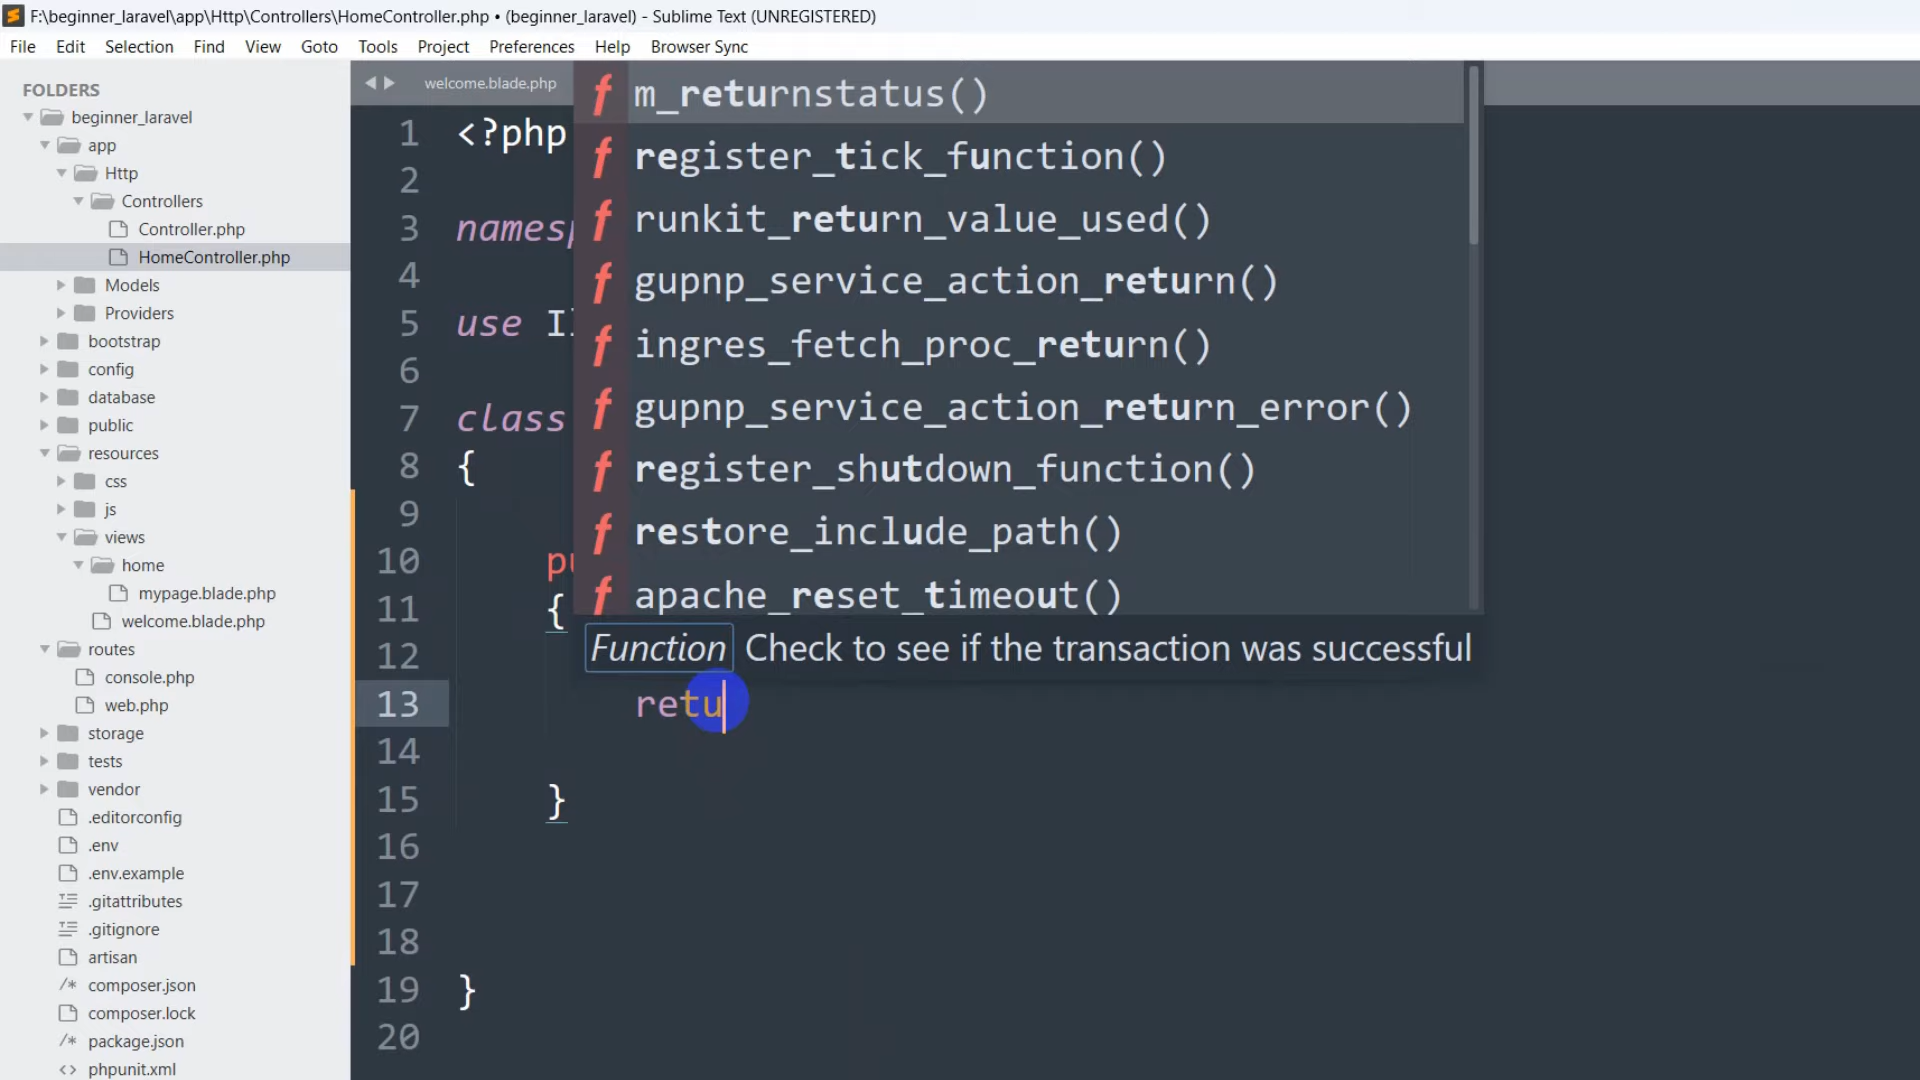 F:\beginner_laravel\app\Http\Controllers\HomeController.php • (beginner_laravel) - Sublime Text (UNREGISTERED)
File Edit Selection Find View Goto Tools Project Preferences Help Browser Sync
FOLDERS
beginner_laravel
app
Http
Controllers
Controller.php
HomeController.php
Models
Providers
bootstrap
config
database
public
resources
css
js
views
home
mypage.blade.php
welcome.blade.php
routes
console.php
web.php
storage
tests
vendor
.editorconfig
.env
.env.example
.gitattributes
.gitignore
artisan
/* composer.json
composer.lock
/* package.json
<> phpunit.xml
welcome.blade.php
1 <?php
2
3 namesp
4
5 use Il
6
7 class
8 {
9
10 pu
11 {
12
13 retu
14
15 }
16
17
18
19 }
20
f m_returnstatus()
f register_tick_function()
f runkit_return_value_used()
f gupnp_service_action_return()
f ingres_fetch_proc_return()
f gupnp_service_action_return_error()
f register_shutdown_function()
f restore_include_path()
f apache_reset_timeout()
Function Check to see if the transaction was successful